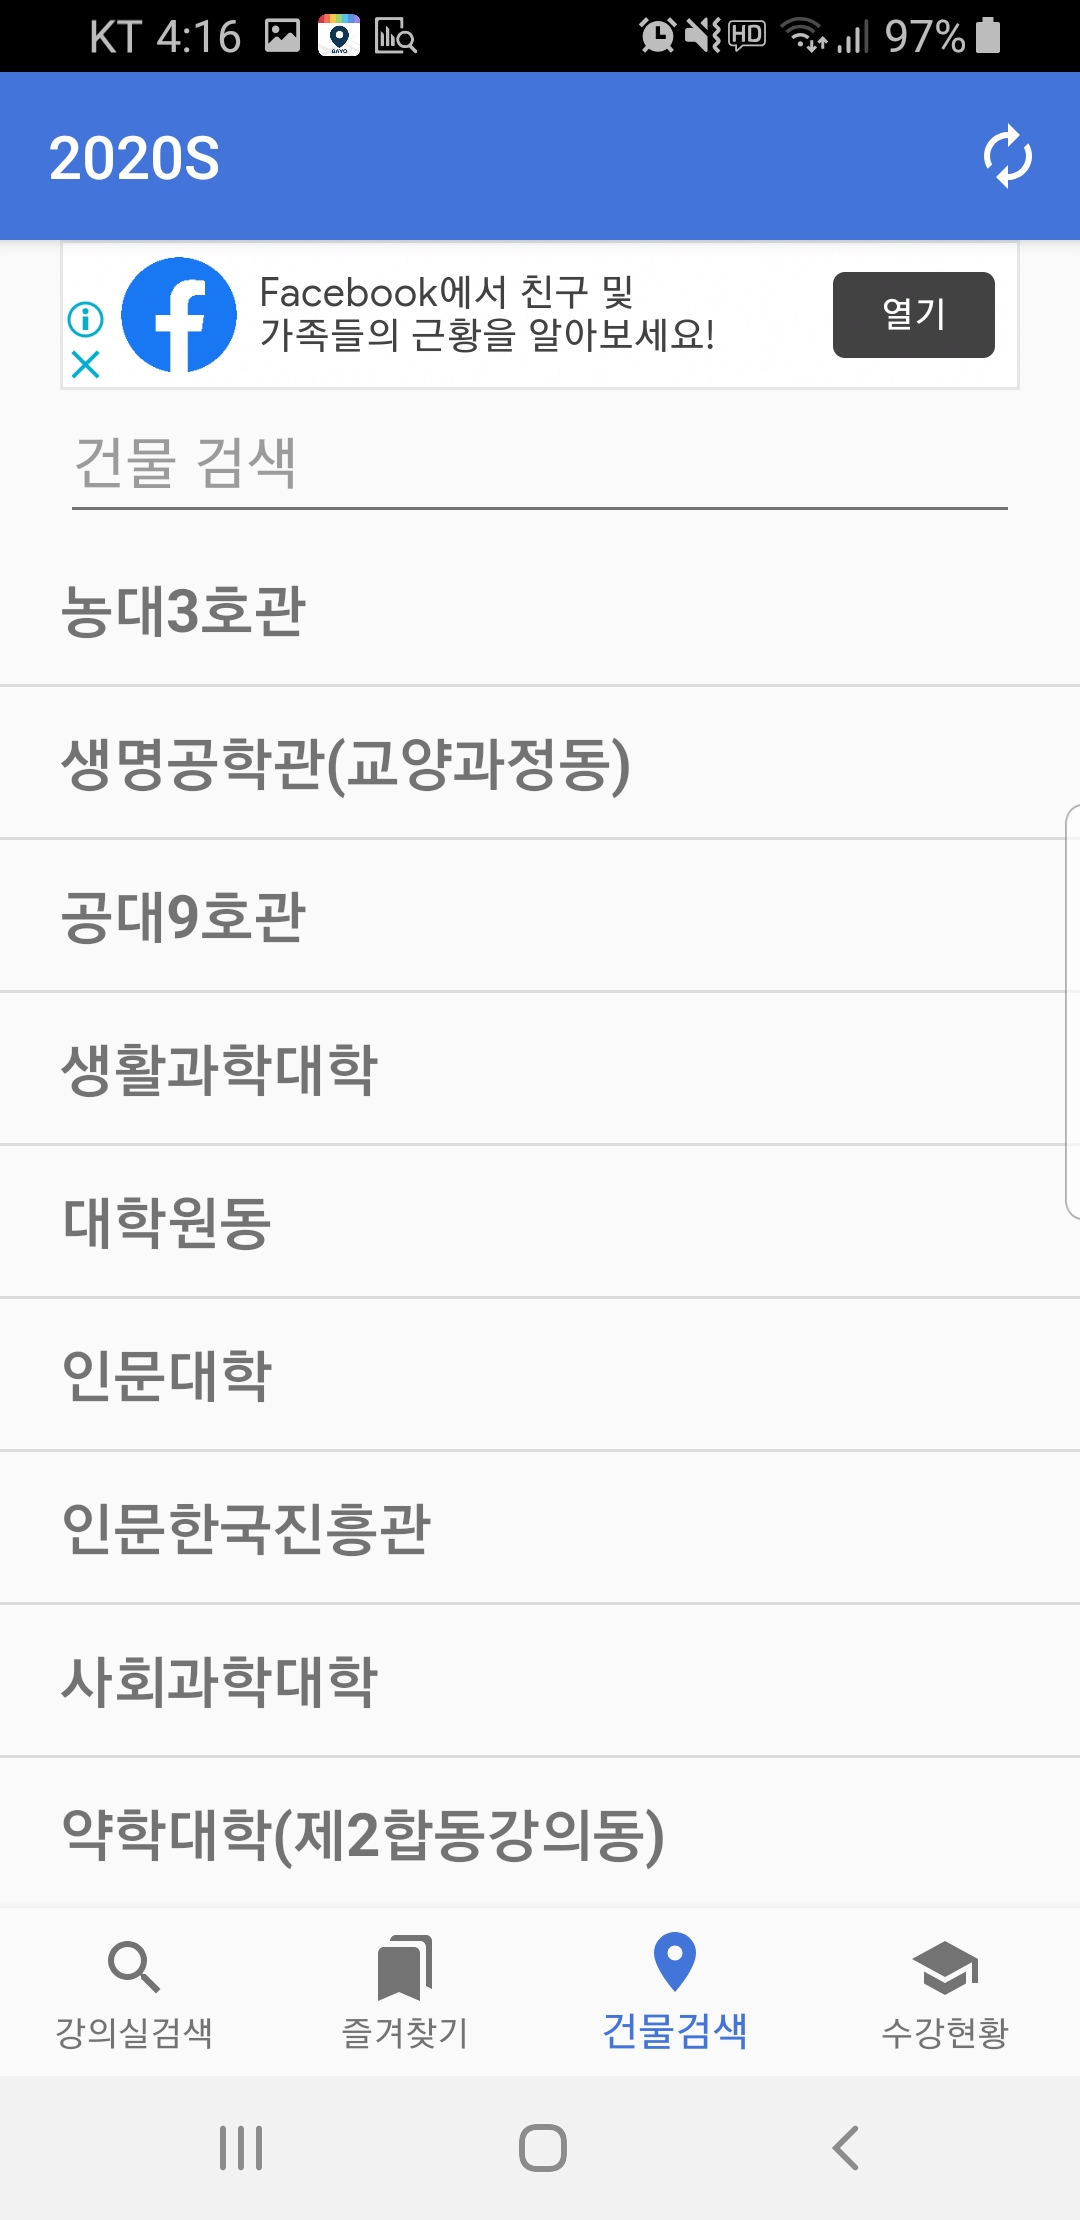 KT 4:16
HD
97%
2020S
Facebook에서 친구 및
가족들의 근황을 알아보세요!
열기
건물 검색
농대3호관
생명공학관(교양과정동)
공대9호관
생활과학대학
대학원동
인문대학
인문한국진흥관
사회과학대학
약학대학(제2합동강의동)
강의실검색
즐겨찾기
건물검색
수강현황